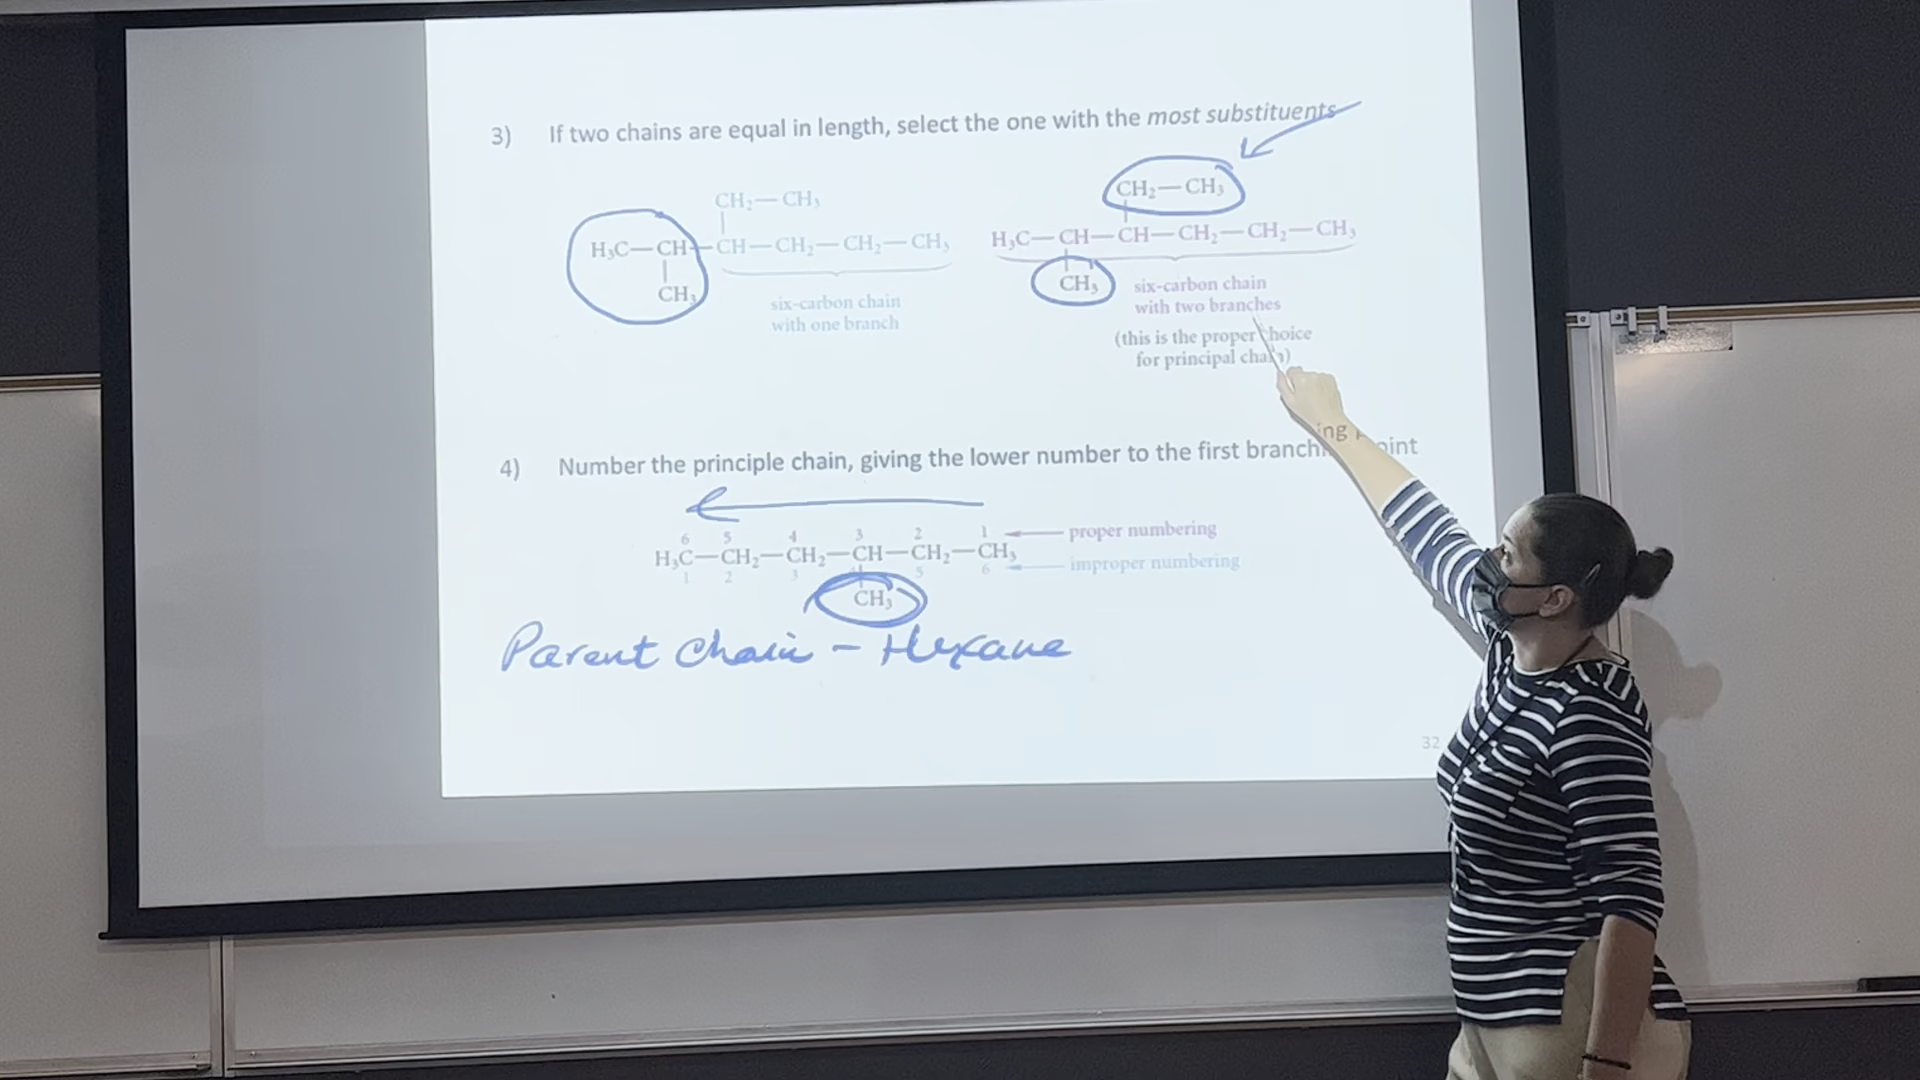 3) If two chains are equal in length, select the one with the most substituents
CH₂—CH₃
H₃C—CH—CH—CH₂—CH₂—CH₃
CH₃
six-carbon chain
with one branch
CH₂—CH₃
H₃C—CH—CH—CH₂—CH₂—CH₃
CH₃
six-carbon chain
with two branches
(this is the proper choice
for principal chain)
4) Number the principle chain, giving the lower number to the first branching point
6 5 4 3 2 1 proper numbering
H₃C—CH₂—CH₂—CH—CH₂—CH₃
1 2 3 5 6 improper numbering
CH₃
Parent Chain - Hexane
32